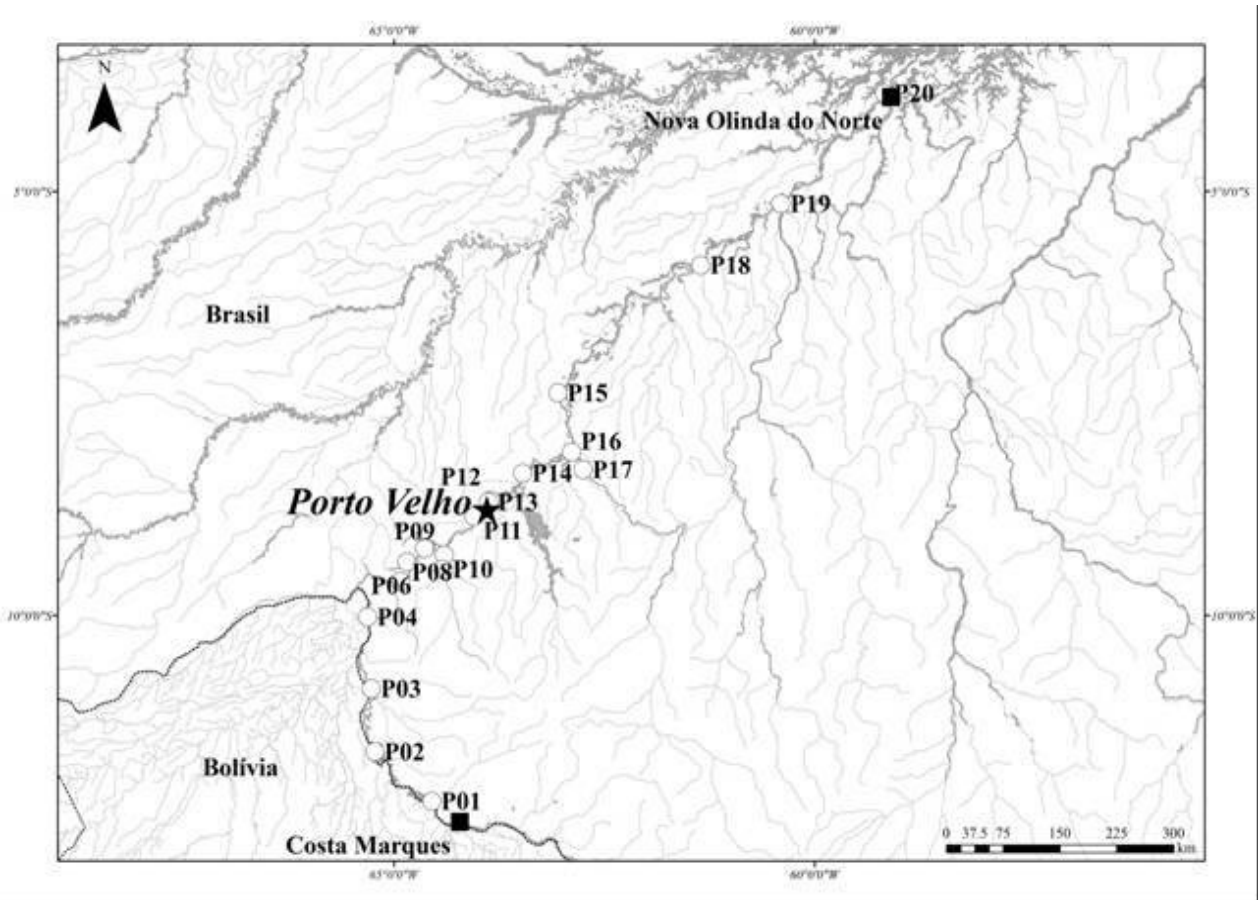 65°0'0"W 60°0'0"W
N
P20
Nova Olinda do Norte
5°0'0"S 5°0'0"S
P19
P18
Brasil
P15
P16
P12 P14 P17
Porto Velho P13
P09 P11
P08 P10
P06
P04
10°0'0"S 10°0'0"S
P03
P02
Bolívia
P01
0 37.5 75 150 225 300
km
Costa Marques
65°0'0"W 60°0'0"W